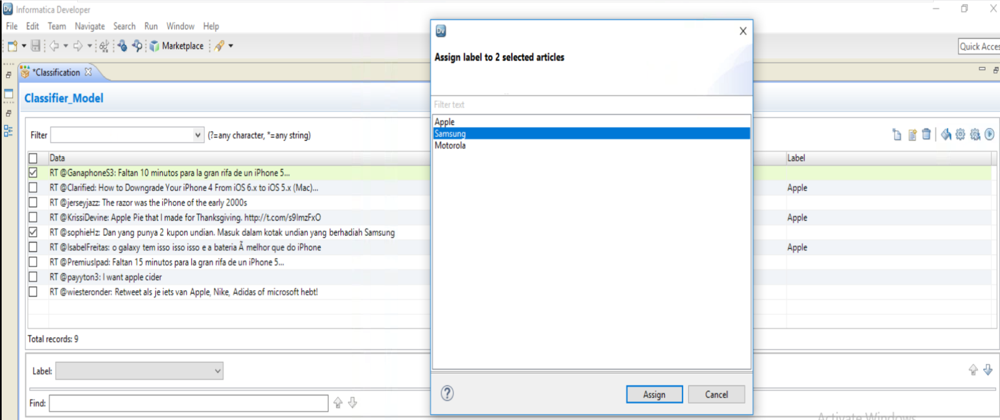 Informatica Developer
File Edit Team Navigate Search Run Window Help
Marketplace
Quick Acces
*Classification
Classifier_Model
Filter (?=any character, *=any string)
Data Label
RT @GanaphoneS3: Faltan 10 minutos para la gran rifa de un iPhone 5...
RT @Clarified: How to Downgrade Your iPhone 4 From iOS 6.x to iOS 5.x (Mac)... Apple
RT @jerseyjazz: The razor was the iPhone of the early 2000s
RT @KrissiDevine: Apple Pie that I made for Thanksgiving. http://t.com/s9lmzFxO Apple
RT @sophieHz: Dan yang punya 2 kupon undian. Masuk dalam kotak undian yang berhadiah Samsung
RT @IsabelFreitas: o galaxy tem isso isso isso e a bateria Ã melhor que do iPhone Apple
RT @PremiusIpad: Faltan 15 minutos para la gran rifa de un iPhone 5...
RT @payyton3: I want apple cider
RT @wiesteronder: Retweet als je iets van Apple, Nike, Adidas of microsoft hebt!
Total records: 9
Label:
Find:
Dv
Assign label to 2 selected articles
Filter text
Apple
Samsung
Motorola
Assign Cancel
Activate Windows